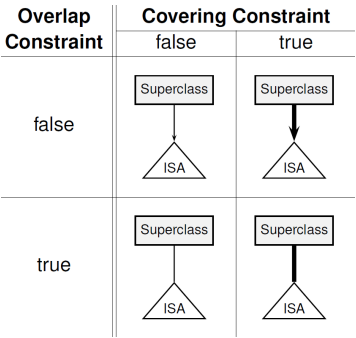 Overlap Covering Constraint
Constraint false true
Superclass Superclass
false
ISA ISA
Superclass Superclass
true
ISA ISA